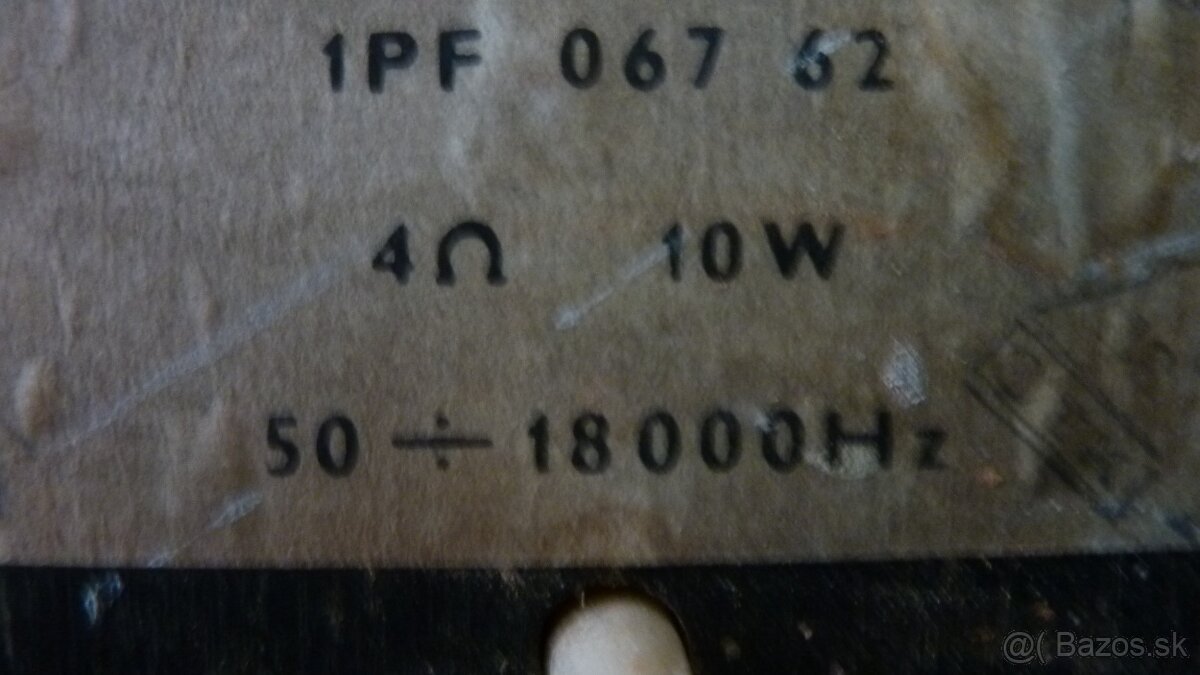 1PF 067 62
4Ω 10W
50 ÷ 18000Hz
@( Bazos.sk